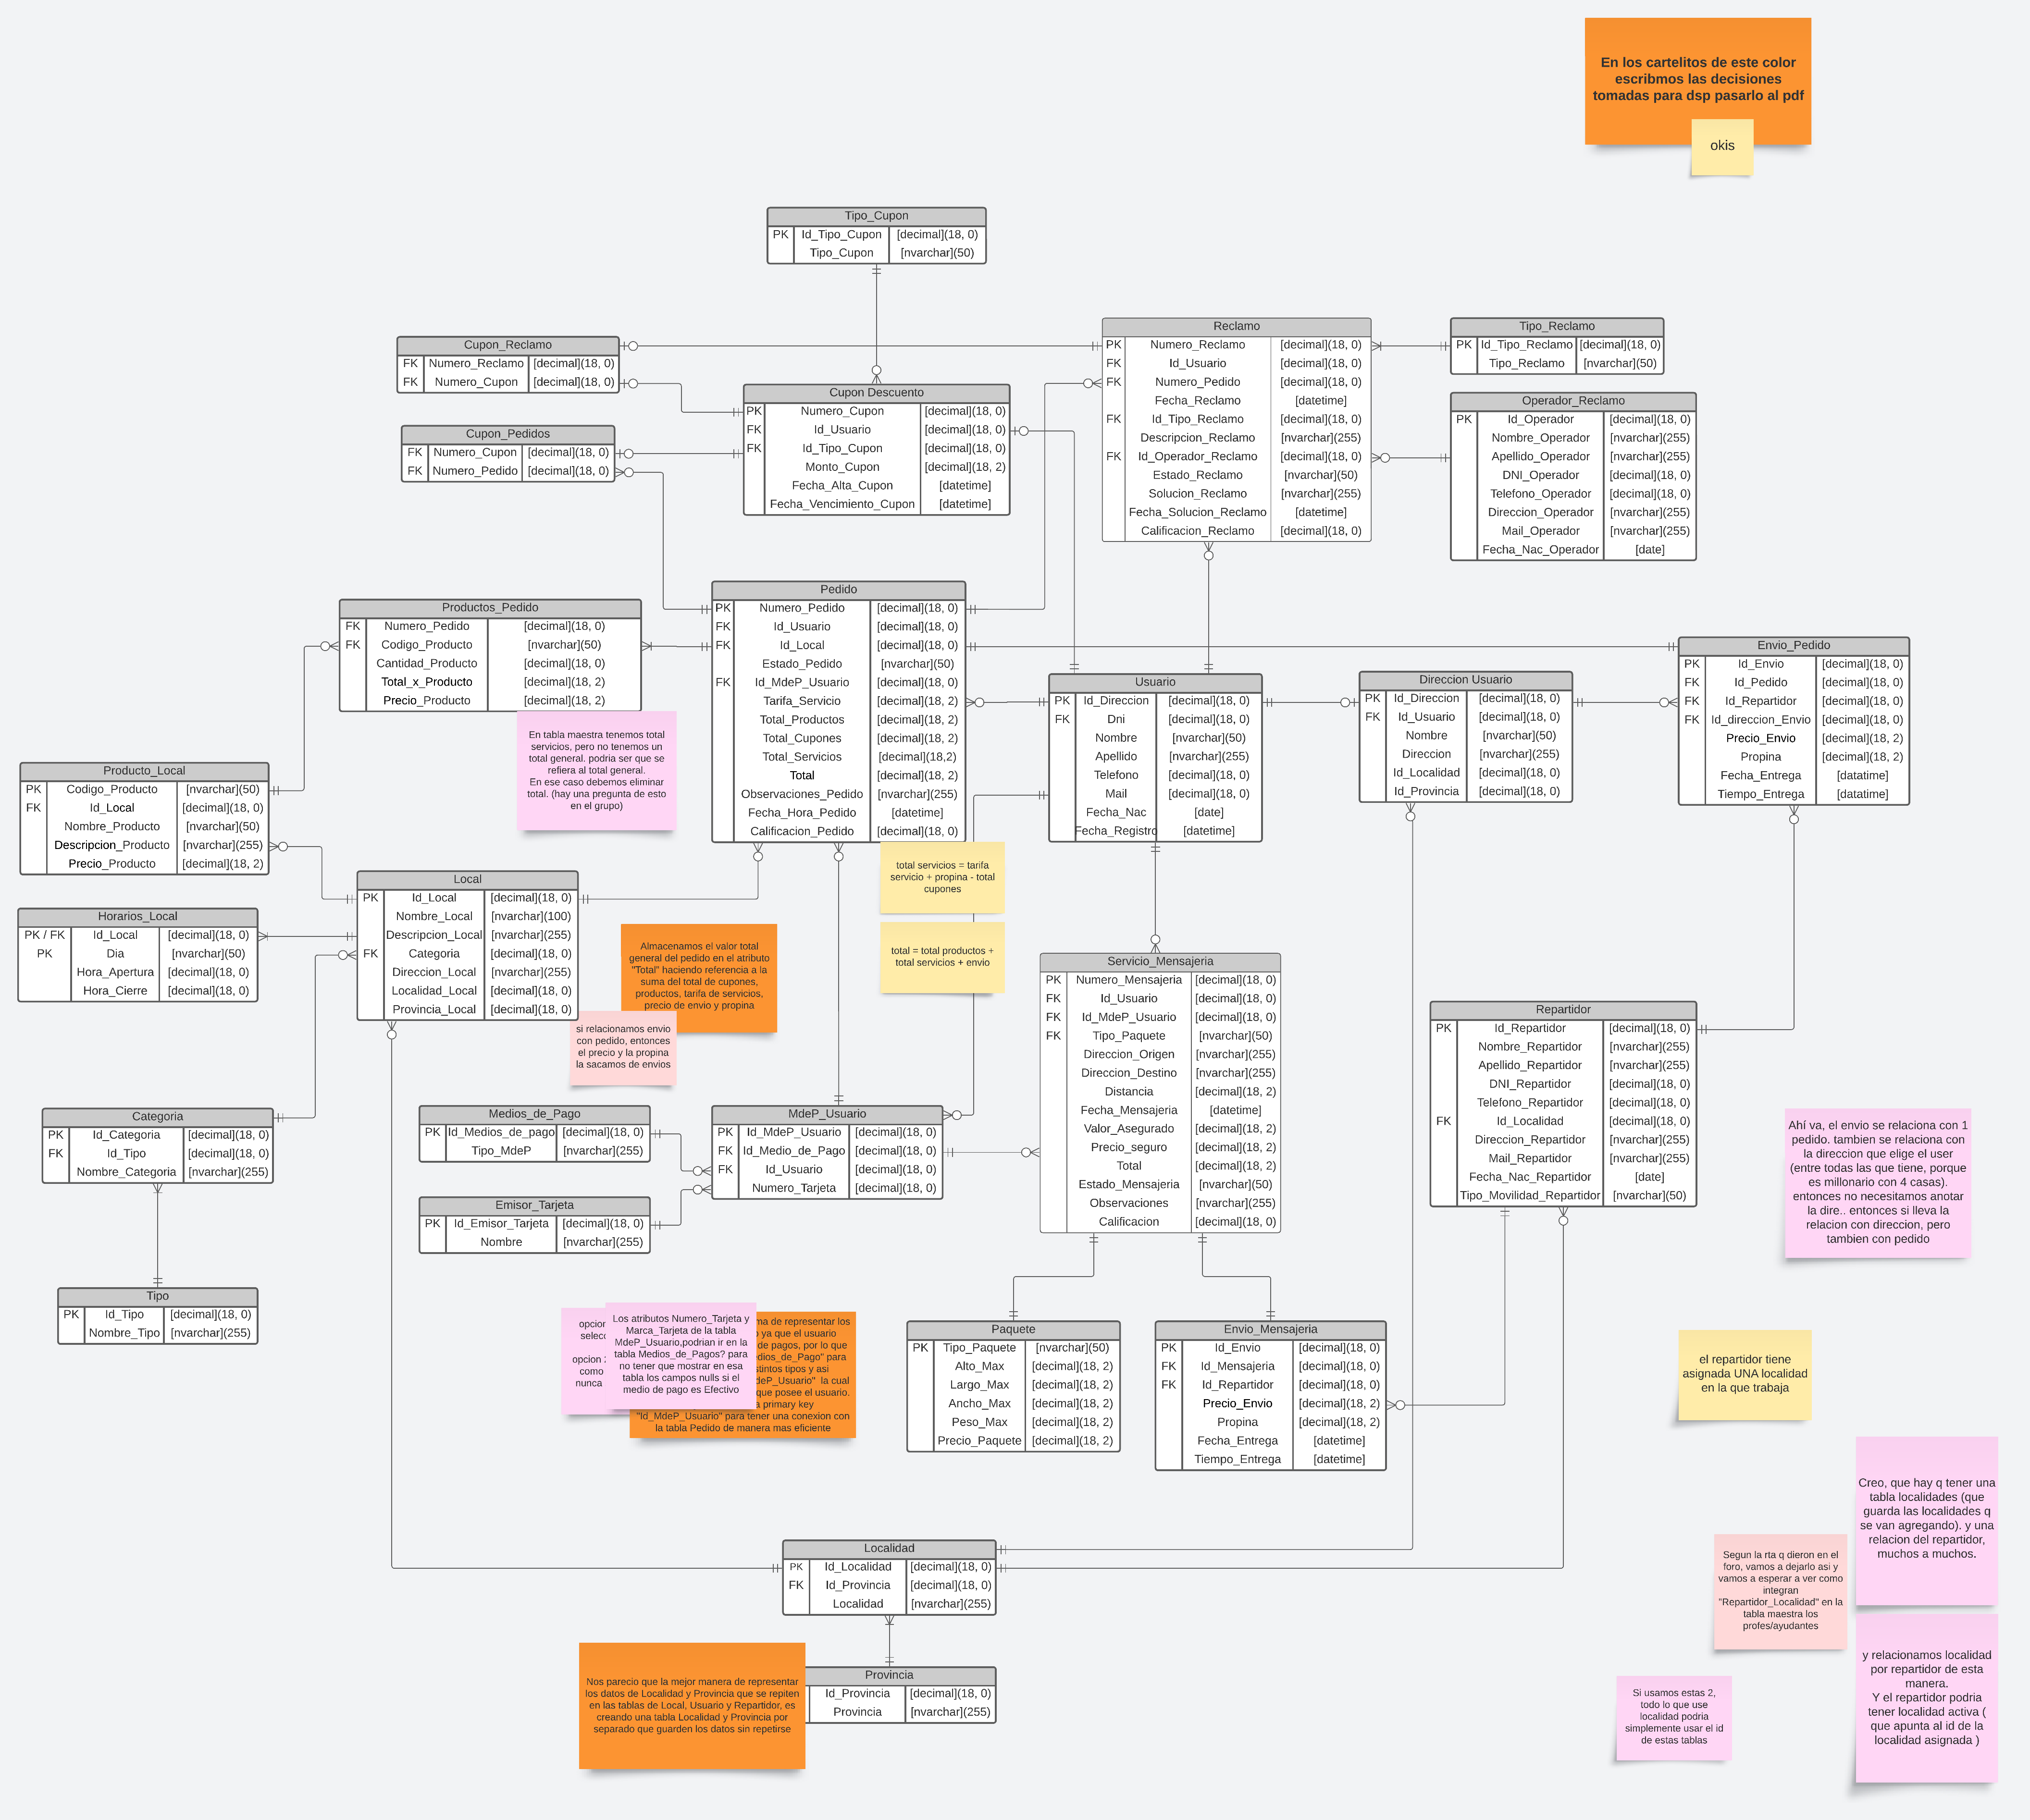 En los cartelitos de este color
escribmos las decisiones
tomadas para dsp pasarlo al pdf
okis
Tipo_Cupon
PK Id_Tipo_Cupon [decimal](18, 0)
Tipo_Cupon [nvarchar](50)
Cupon_Reclamo
FK Numero_Reclamo [decimal](18, 0)
FK Numero_Cupon [decimal](18, 0)
Cupon_Pedidos
FK Numero_Cupon [decimal](18, 0)
FK Numero_Pedido [decimal](18, 0)
Cupon Descuento
PK Numero_Cupon [decimal](18, 0)
FK Id_Usuario [decimal](18, 0)
FK Id_Tipo_Cupon [decimal](18, 0)
Monto_Cupon [decimal](18, 2)
Fecha_Alta_Cupon [datetime]
Fecha_Vencimiento_Cupon [datetime]
Reclamo
PK Numero_Reclamo [decimal](18, 0)
FK Id_Usuario [decimal](18, 0)
FK Numero_Pedido [decimal](18, 0)
Fecha_Reclamo [datetime]
FK Id_Tipo_Reclamo [decimal](18, 0)
Descripcion_Reclamo [nvarchar](255)
FK Id_Operador_Reclamo [decimal](18, 0)
Estado_Reclamo [nvarchar](50)
Solucion_Reclamo [nvarchar](255)
Fecha_Solucion_Reclamo [datetime]
Calificacion_Reclamo [decimal](18, 0)
Tipo_Reclamo
PK Id_Tipo_Reclamo [decimal](18, 0)
Tipo_Reclamo [nvarchar](50)
Operador_Reclamo
PK Id_Operador [decimal](18, 0)
Nombre_Operador [nvarchar](255)
Apellido_Operador [nvarchar](255)
DNI_Operador [decimal](18, 0)
Telefono_Operador [decimal](18, 0)
Direccion_Operador [nvarchar](255)
Mail_Operador [nvarchar](255)
Fecha_Nac_Operador [date]
Productos_Pedido
FK Numero_Pedido [decimal](18, 0)
FK Codigo_Producto [nvarchar](50)
Cantidad_Producto [decimal](18, 0)
Total_x_Producto [decimal](18, 2)
Precio_Producto [decimal](18, 2)
En tabla maestra tenemos total
servicios, pero no tenemos un
total general. podria ser que se
refiera al total general.
En ese caso debemos eliminar
total. (hay una pregunta de esto
en el grupo)
Pedido
PK Numero_Pedido [decimal](18, 0)
FK Id_Usuario [decimal](18, 0)
FK Id_Local [decimal](18, 0)
Estado_Pedido [nvarchar](50)
FK Id_MdeP_Usuario [decimal](18, 0)
Tarifa_Servicio [decimal](18, 2)
Total_Productos [decimal](18, 2)
Total_Cupones [decimal](18, 2)
Total_Servicios [decimal](18,2)
Total [decimal](18, 2)
Observaciones_Pedido [nvarchar](255)
Fecha_Hora_Pedido [datetime]
Calificacion_Pedido [decimal](18, 0)
Usuario
PK Id_Direccion [decimal](18, 0)
FK Dni [decimal](18, 0)
Nombre [nvarchar](50)
Apellido [nvarchar](255)
Telefono [decimal](18, 0)
Mail [decimal](18, 0)
Fecha_Nac [date]
Fecha_Registro [datetime]
Direccion Usuario
PK Id_Direccion [decimal](18, 0)
FK Id_Usuario [decimal](18, 0)
Nombre [nvarchar](50)
Direccion [nvarchar](255)
Id_Localidad [decimal](18, 0)
Id_Provincia [decimal](18, 0)
Envio_Pedido
PK Id_Envio [decimal](18, 0)
FK Id_Pedido [decimal](18, 0)
FK Id_Repartidor [decimal](18, 0)
FK Id_direccion_Envio [decimal](18, 0)
Precio_Envio [decimal](18, 2)
Propina [decimal](18, 2)
Fecha_Entrega [datatime]
Tiempo_Entrega [datatime]
Producto_Local
PK Codigo_Producto [nvarchar](50)
FK Id_Local [decimal](18, 0)
Nombre_Producto [nvarchar](50)
Descripcion_Producto [nvarchar](255)
Precio_Producto [decimal](18, 2)
Horarios_Local
PK / FK Id_Local [decimal](18, 0)
PK Dia [nvarchar](50)
Hora_Apertura [decimal](18, 0)
Hora_Cierre [decimal](18, 0)
Local
PK Id_Local [decimal](18, 0)
Nombre_Local [nvarchar](100)
Descripcion_Local [nvarchar](255)
FK Categoria [decimal](18, 0)
Direccion_Local [nvarchar](255)
Localidad_Local [decimal](18, 0)
Provincia_Local [decimal](18, 0)
total servicios = tarifa
servicio + propina - total
cupones
total = total productos +
total servicios + envio
Almacenamos el valor total
general del pedido en el atributo
"Total" haciendo referencia a la
suma del total de cupones,
productos, tarifa de servicios,
precio de envio y propina
si relacionamos envio
con pedido, entonces
el precio y la propina
la sacamos de envios
Servicio_Mensajeria
PK Numero_Mensajeria [decimal](18, 0)
FK Id_Usuario [decimal](18, 0)
FK Id_MdeP_Usuario [decimal](18, 0)
FK Tipo_Paquete [nvarchar](50)
Direccion_Origen [nvarchar](255)
Direccion_Destino [nvarchar](255)
Distancia [decimal](18, 2)
Fecha_Mensajeria [datetime]
Valor_Asegurado [decimal](18, 2)
Precio_seguro [decimal](18, 2)
Total [decimal](18, 2)
Estado_Mensajeria [nvarchar](50)
Observaciones [nvarchar](255)
Calificacion [decimal](18, 0)
Repartidor
PK Id_Repartidor [decimal](18, 0)
Nombre_Repartidor [nvarchar](255)
Apellido_Repartidor [nvarchar](255)
DNI_Repartidor [decimal](18, 0)
Telefono_Repartidor [decimal](18, 0)
FK Id_Localidad [decimal](18, 0)
Direccion_Repartidor [nvarchar](255)
Mail_Repartidor [nvarchar](255)
Fecha_Nac_Repartidor [date]
Tipo_Movilidad_Repartidor [nvarchar](50)
Ahí va, el envio se relaciona con 1
pedido. tambien se relaciona con
la direccion que elige el user
(entre todas las que tiene, porque
es millonario con 4 casas).
entonces no necesitamos anotar
la dire.. entonces si lleva la
relacion con direccion, pero
tambien con pedido
Categoria
PK Id_Categoria [decimal](18, 0)
FK Id_Tipo [decimal](18, 0)
Nombre_Categoria [nvarchar](255)
Medios_de_Pago
PK Id_Medios_de_pago [decimal](18, 0)
Tipo_MdeP [nvarchar](255)
MdeP_Usuario
PK Id_MdeP_Usuario [decimal](18, 0)
FK Id_Medio_de_Pago [decimal](18, 0)
FK Id_Usuario [decimal](18, 0)
Numero_Tarjeta [decimal](18, 0)
Emisor_Tarjeta
PK Id_Emisor_Tarjeta [decimal](18, 0)
Nombre [nvarchar](255)
Tipo
PK Id_Tipo [decimal](18, 0)
Nombre_Tipo [nvarchar](255)
opcion
selecc
opcion 2
como
nunca
Los atributos Numero_Tarjeta y
Marca_Tarjeta de la tabla
MdeP_Usuario,podrian ir en la
tabla Medios_de_Pagos? para
no tener que mostrar en esa
tabla los campos nulls si el
medio de pago es Efectivo
ma de representar los
ya que el usuario
de pagos, por lo que
dios_de_Pago" para
stintos tipos y asi
deP_Usuario" la cual
que posee el usuario.
a primary key
"Id_MdeP_Usuario" para tener una conexion con
la tabla Pedido de manera mas eficiente
Paquete
PK Tipo_Paquete [nvarchar](50)
Alto_Max [decimal](18, 2)
Largo_Max [decimal](18, 2)
Ancho_Max [decimal](18, 2)
Peso_Max [decimal](18, 2)
Precio_Paquete [decimal](18, 2)
Envio_Mensajeria
PK Id_Envio [decimal](18, 0)
FK Id_Mensajeria [decimal](18, 0)
FK Id_Repartidor [decimal](18, 0)
Precio_Envio [decimal](18, 2)
Propina [decimal](18, 2)
Fecha_Entrega [datetime]
Tiempo_Entrega [datetime]
el repartidor tiene
asignada UNA localidad
en la que trabaja
Creo, que hay q tener una
tabla localidades (que
guarda las localidades q
se van agregando). y una
relacion del repartidor,
muchos a muchos.
Segun la rta q dieron en el
foro, vamos a dejarlo asi y
vamos a esperar a ver como
integran
"Repartidor_Localidad" en la
tabla maestra los
profes/ayudantes
Localidad
PK Id_Localidad [decimal](18, 0)
FK Id_Provincia [decimal](18, 0)
Localidad [nvarchar](255)
Provincia
Id_Provincia [decimal](18, 0)
Provincia [nvarchar](255)
Nos parecio que la mejor manera de representar
los datos de Localidad y Provincia que se repiten
en las tablas de Local, Usuario y Repartidor, es
creando una tabla Localidad y Provincia por
separado que guarden los datos sin repetirse
Si usamos estas 2,
todo lo que use
localidad podria
simplemente usar el id
de estas tablas
y relacionamos localidad
por repartidor de esta
manera.
Y el repartidor podria
tener localidad activa (
que apunta al id de la
localidad asignada )